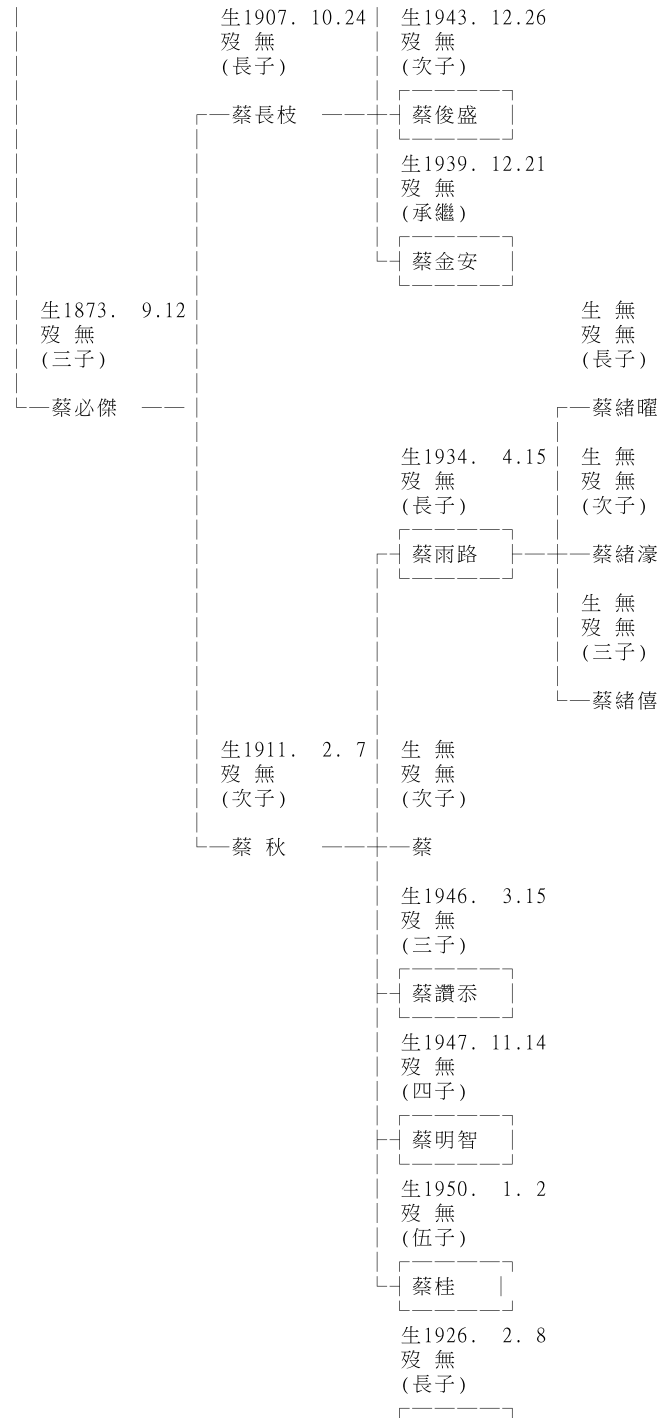 生1907. 10.24 生1943. 12.26
歿 無 歿 無
(長子) (次子)
蔡長枝 蔡俊盛
生1939. 12.21
歿 無
(承繼)
蔡金安
生1873. 9.12 生 無
歿 無 歿 無
(三子) (長子)
蔡必傑 蔡緒曜
生1934. 4.15 生 無
歿 無 歿 無
(長子) (次子)
蔡雨路 蔡緒濠
生 無
歿 無
(三子)
蔡緒僖
生1911. 2. 7 生 無
歿 無 歿 無
(次子) (次子)
蔡 秋 蔡
生1946. 3.15
歿 無
(三子)
蔡讚忝
生1947. 11.14
歿 無
(四子)
蔡明智
生1950. 1. 2
歿 無
(伍子)
蔡桂
生1926. 2. 8
歿 無
(長子)